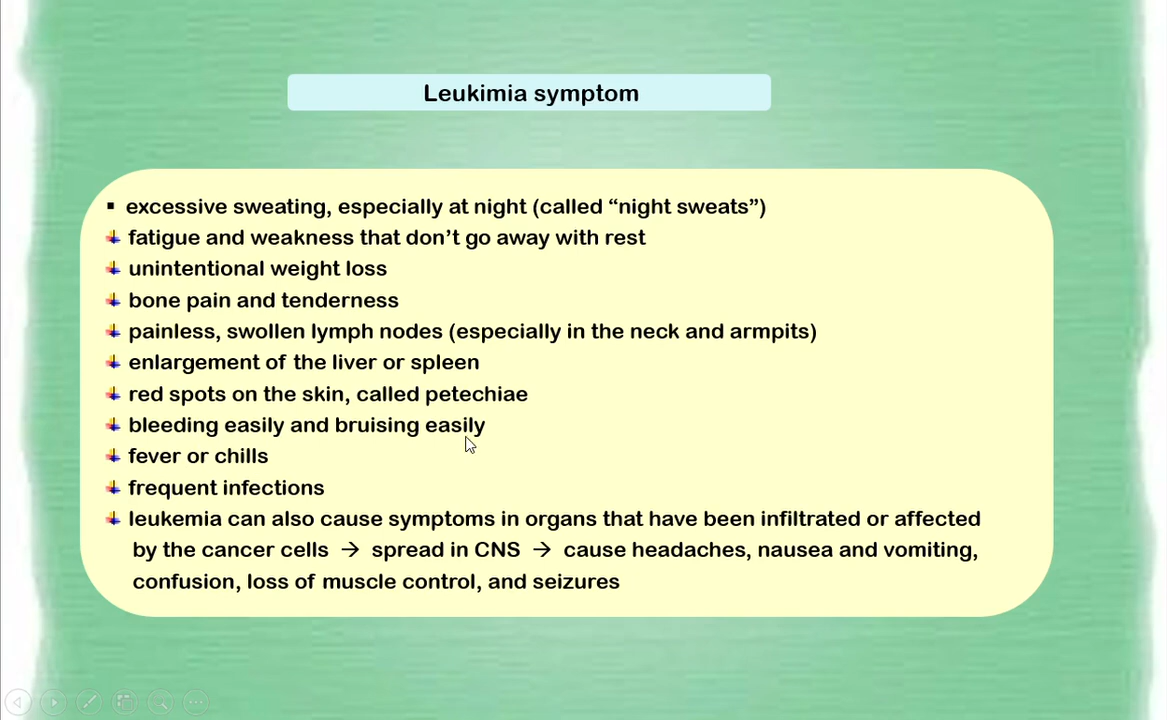 Leukimia symptom
▪ excessive sweating, especially at night (called “night sweats”)
fatigue and weakness that don’t go away with rest
unintentional weight loss
bone pain and tenderness
painless, swollen lymph nodes (especially in the neck and armpits)
enlargement of the liver or spleen
red spots on the skin, called petechiae
bleeding easily and bruising easily
fever or chills
frequent infections
leukemia can also cause symptoms in organs that have been infiltrated or affected
by the cancer cells → spread in CNS → cause headaches, nausea and vomiting,
confusion, loss of muscle control, and seizures